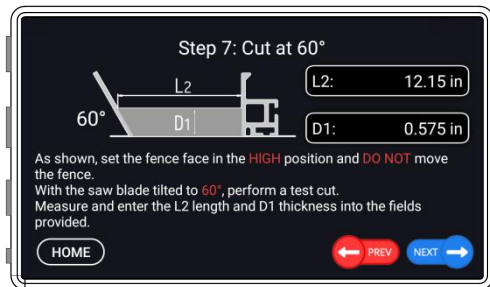 Step 7: Cut at 60°
L2
60°
D1
L2: 12.15 in
D1: 0.575 in
As shown, set the fence face in the HIGH position and DO NOT move
the fence.
With the saw blade tilted to 60°, perform a test cut.
Measure and enter the L2 length and D1 thickness into the fields
provided.
HOME
PREV
NEXT